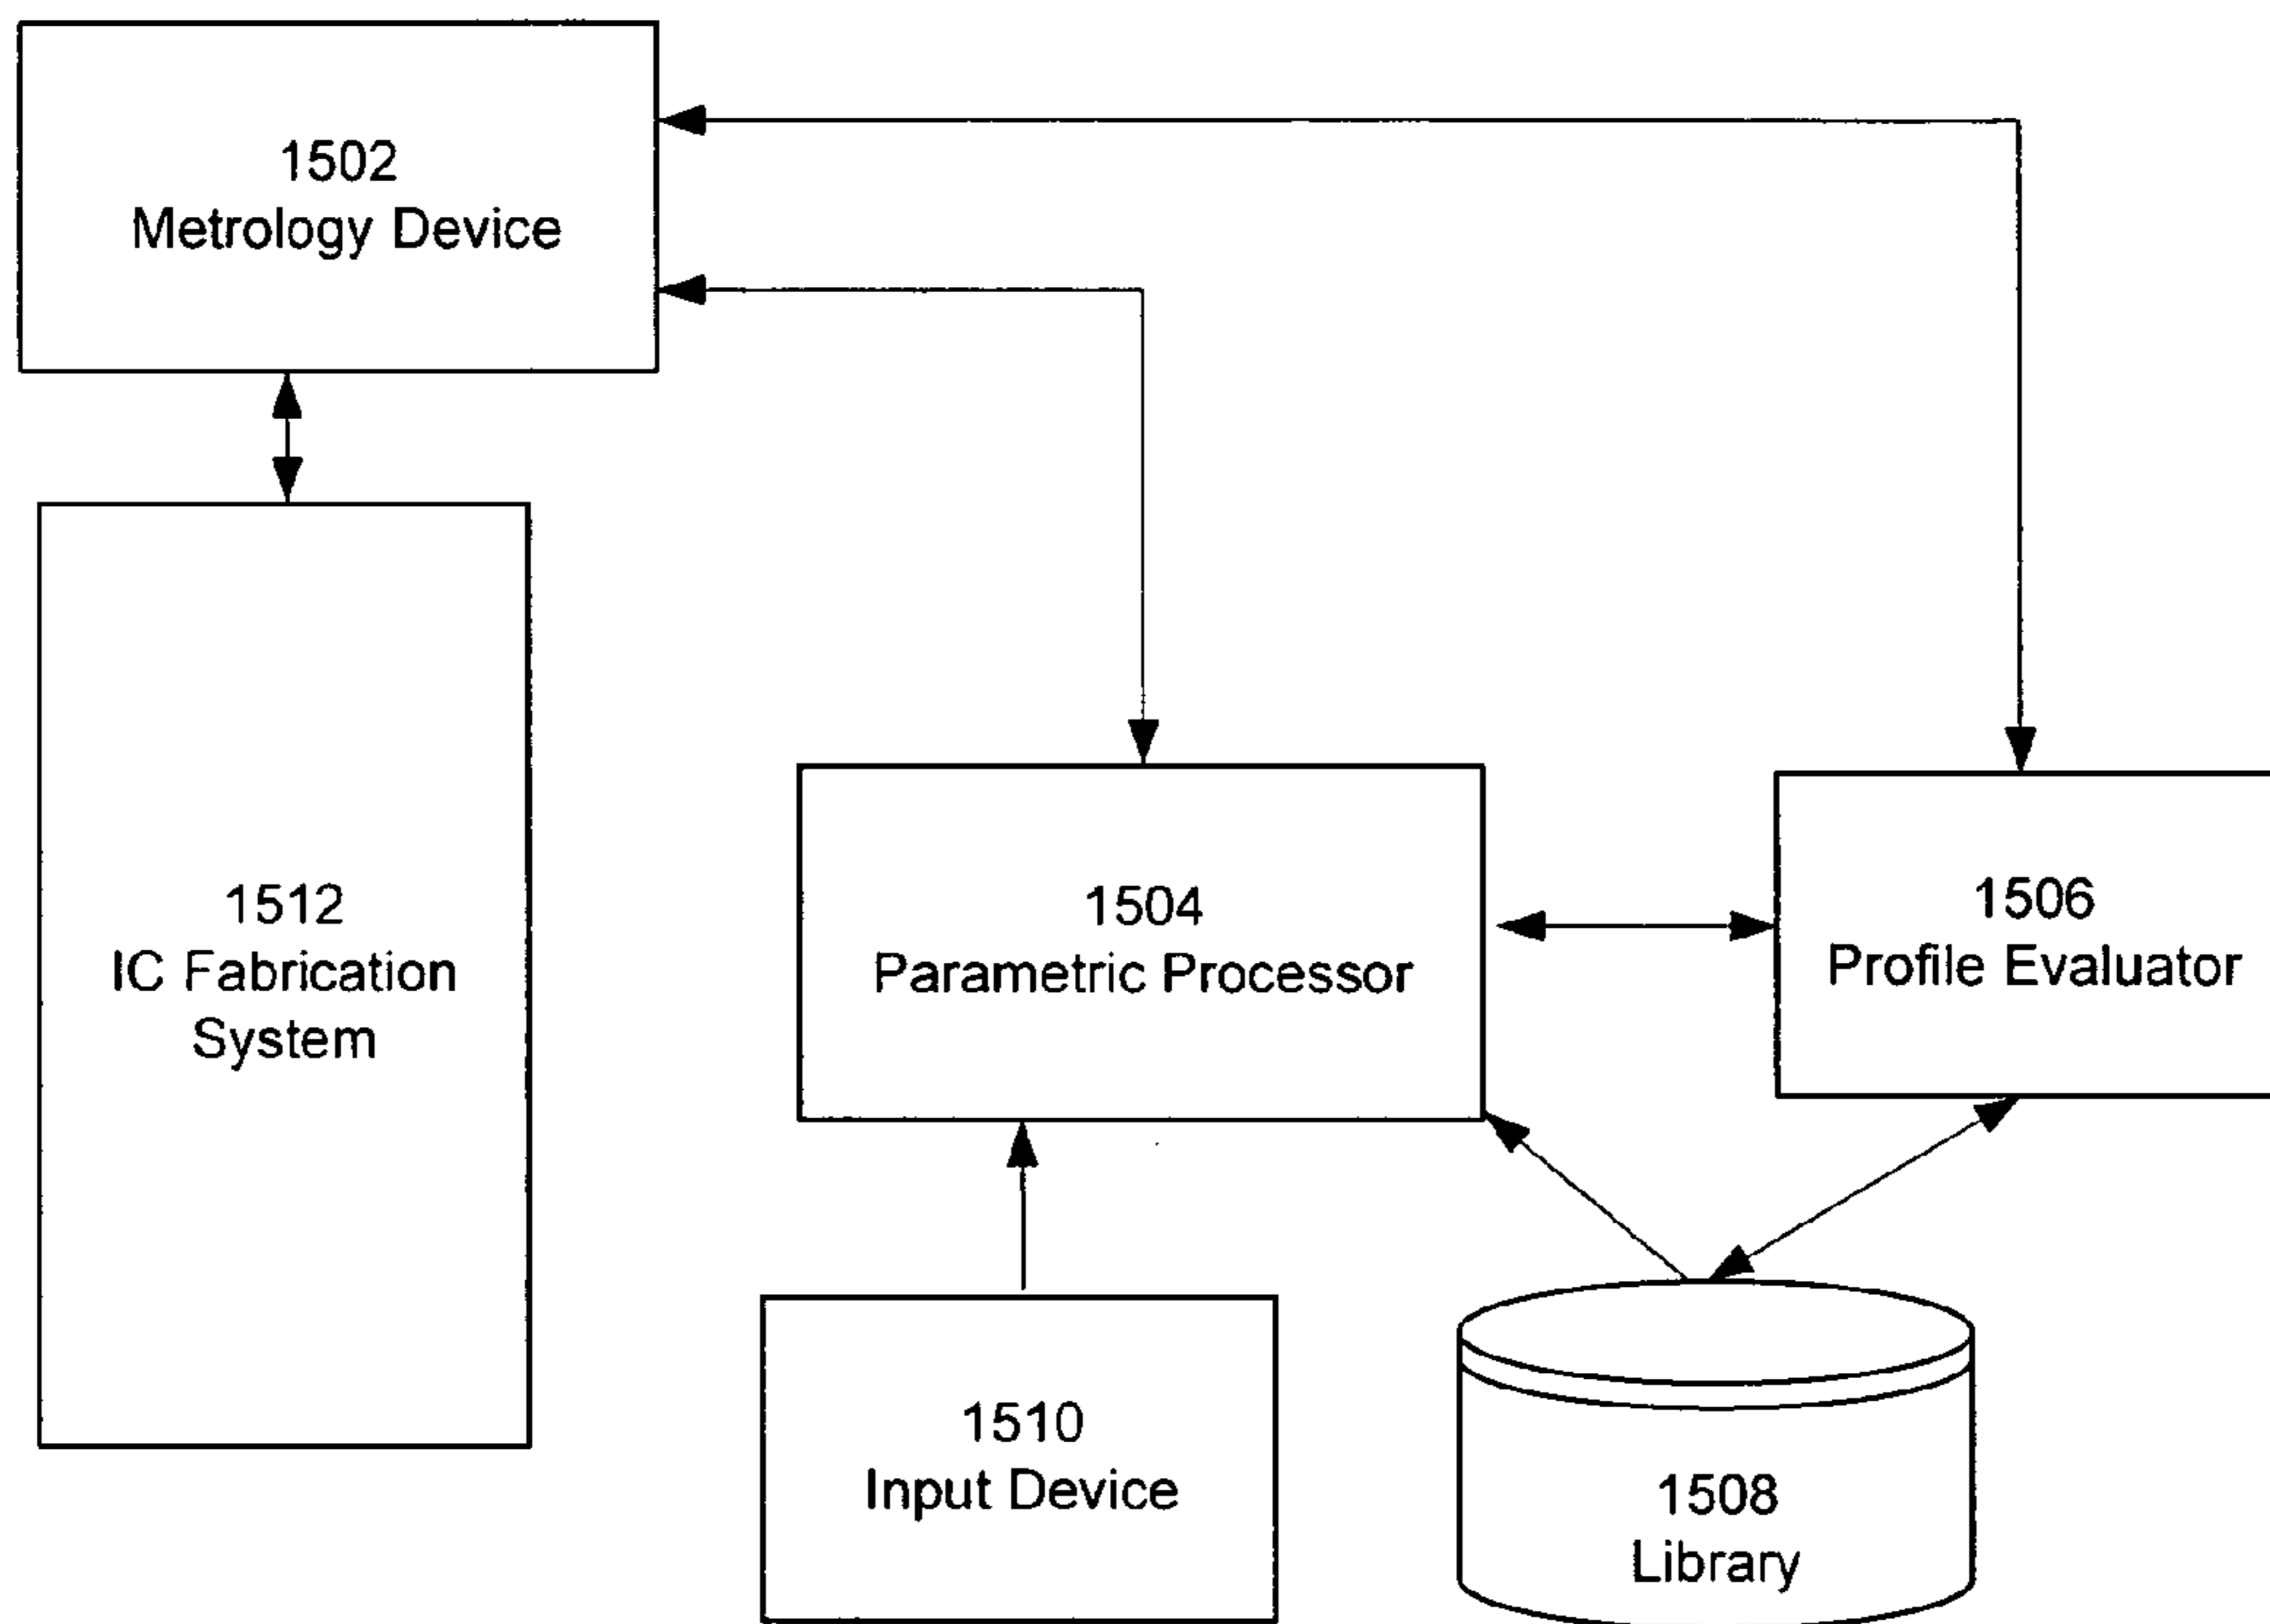 1502
Metrology Device
1512
IC Fabrication
System
1504
Parametric Processor
1506
Profile Evaluator
1510
Input Device
1508
Library